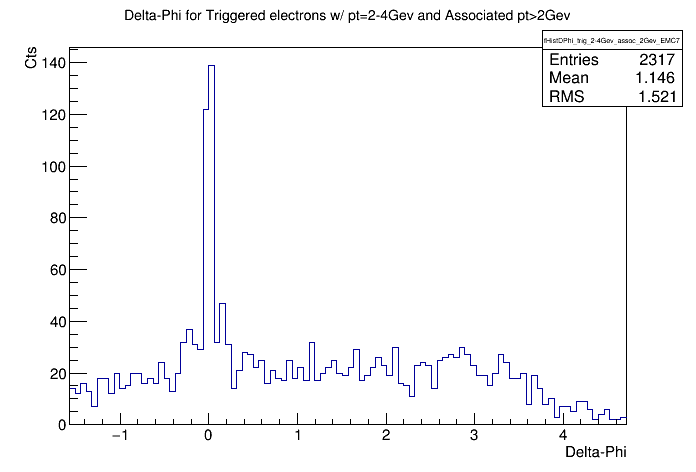 Delta-Phi for Triggered electrons w/ pt=2-4Gev and Associated pt>2Gev
fHistDPhi_trig_2-4Gev_assoc_2Gev_EMC7
Entries 2317
Mean 1.146
RMS 1.521
Cts
140
120
100
80
60
40
20
0
−1 0 1 2 3 4
Delta-Phi